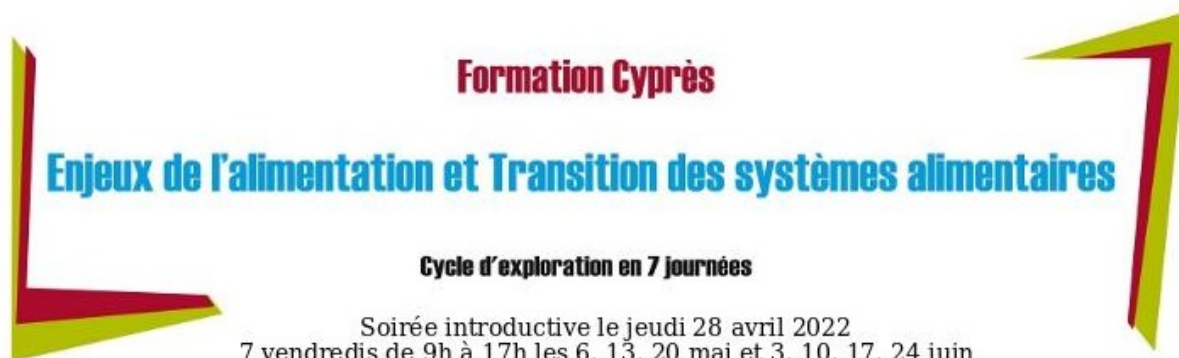 Formation Cyprès
Enjeux de l'alimentation et Transition des systèmes alimentaires
Cycle d'exploration en 7 journées
Soirée introductive le jeudi 28 avril 2022
7 vendredis de 9h à 17h les 6, 13, 20 mai et 3, 10, 17, 24 juin